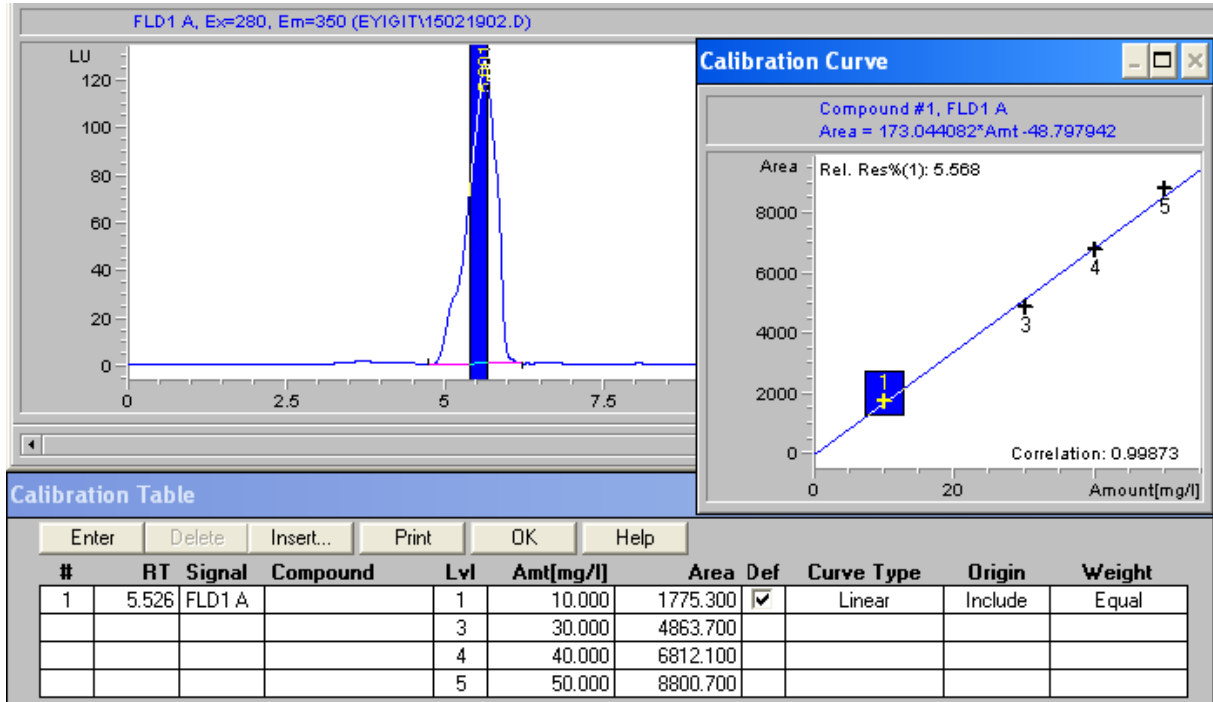 FLD1 A, Ex=280, Em=350 (EYIGIT\15021902.D)
LU
120
100
80
60
40
20
0
0 2.5 5 7.5
Calibration Curve
Compound #1, FLD1 A
Area = 173.044082*Amt -48.797942
Area
Rel. Res%(1): 5.568
8000
6000
4000
2000
0
5
4
3
1
Correlation: 0.99873
0 20 Amount[mg/l]
Calibration Table
Enter Delete Insert... Print OK Help
# RT Signal Compound Lvl Amt[mg/l] Area Def Curve Type Origin Weight
1 5.526 FLD1 A 1 10.000 1775.300 Linear Include Equal
3 30.000 4863.700
4 40.000 6812.100
5 50.000 8800.700